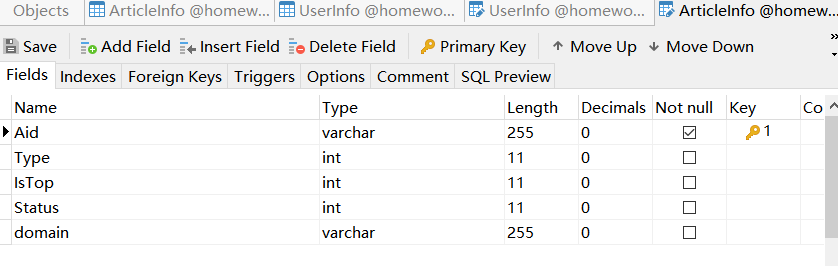 Objects ArticleInfo @homew... UserInfo @homewo... UserInfo @homewo... ArticleInfo @homew...
Save Add Field Insert Field Delete Field Primary Key Move Up Move Down
Fields Indexes Foreign Keys Triggers Options Comment SQL Preview
Name Type Length Decimals Not null Key Co
Aid varchar 255 0 1
Type int 11 0
IsTop int 11 0
Status int 11 0
domain varchar 255 0